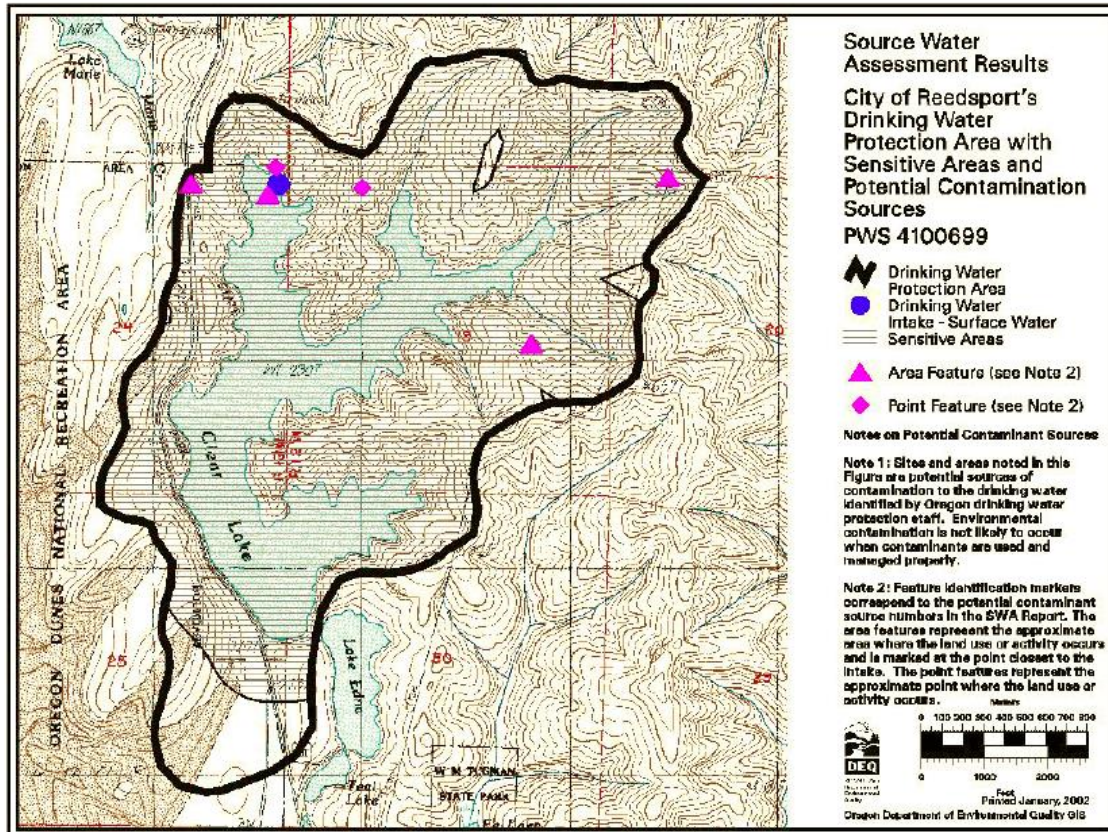 Source Water
Assessment Results
City of Reedsport's
Drinking Water
Protection Area with
Sensitive Areas and
Potential Contamination
Sources
PWS 4100699
Drinking Water
Protection Area
Drinking Water
Intake - Surface Water
Sensitive Areas
Area Feature (see Note 2)
Point Feature (see Note 2)
Notes on Potential Contaminant Sources
Note 1: Sites and areas noted in this
Figure are potential sources of
contamination to the drinking water
identified by Oregon drinking water
protection staff. Environmental
contamination is not likely to occur
when contaminants are used and
managed properly.
Note 2: Feature identification markers
correspond to the potential contaminant
source numbers in the SWA Report. The
area features represent the approximate
area where the land use or activity occurs
and is marked at the point closest to the
intake. The point features represent the
approximate point where the land use or
activity occurs.
Meters
0 100 200 300 400 500 600 700 800
0 1000 2000
Feet
DEQ
Printed January, 2002
Oregon Department of Environmental Quality GIS
Lake
Marie
AREA
OREGON DUNES NATIONAL RECREATION AREA
24
Clear
Lake
25
30
Lake Edna
Teal
Lake
W M TUGMAN
STATE PARK